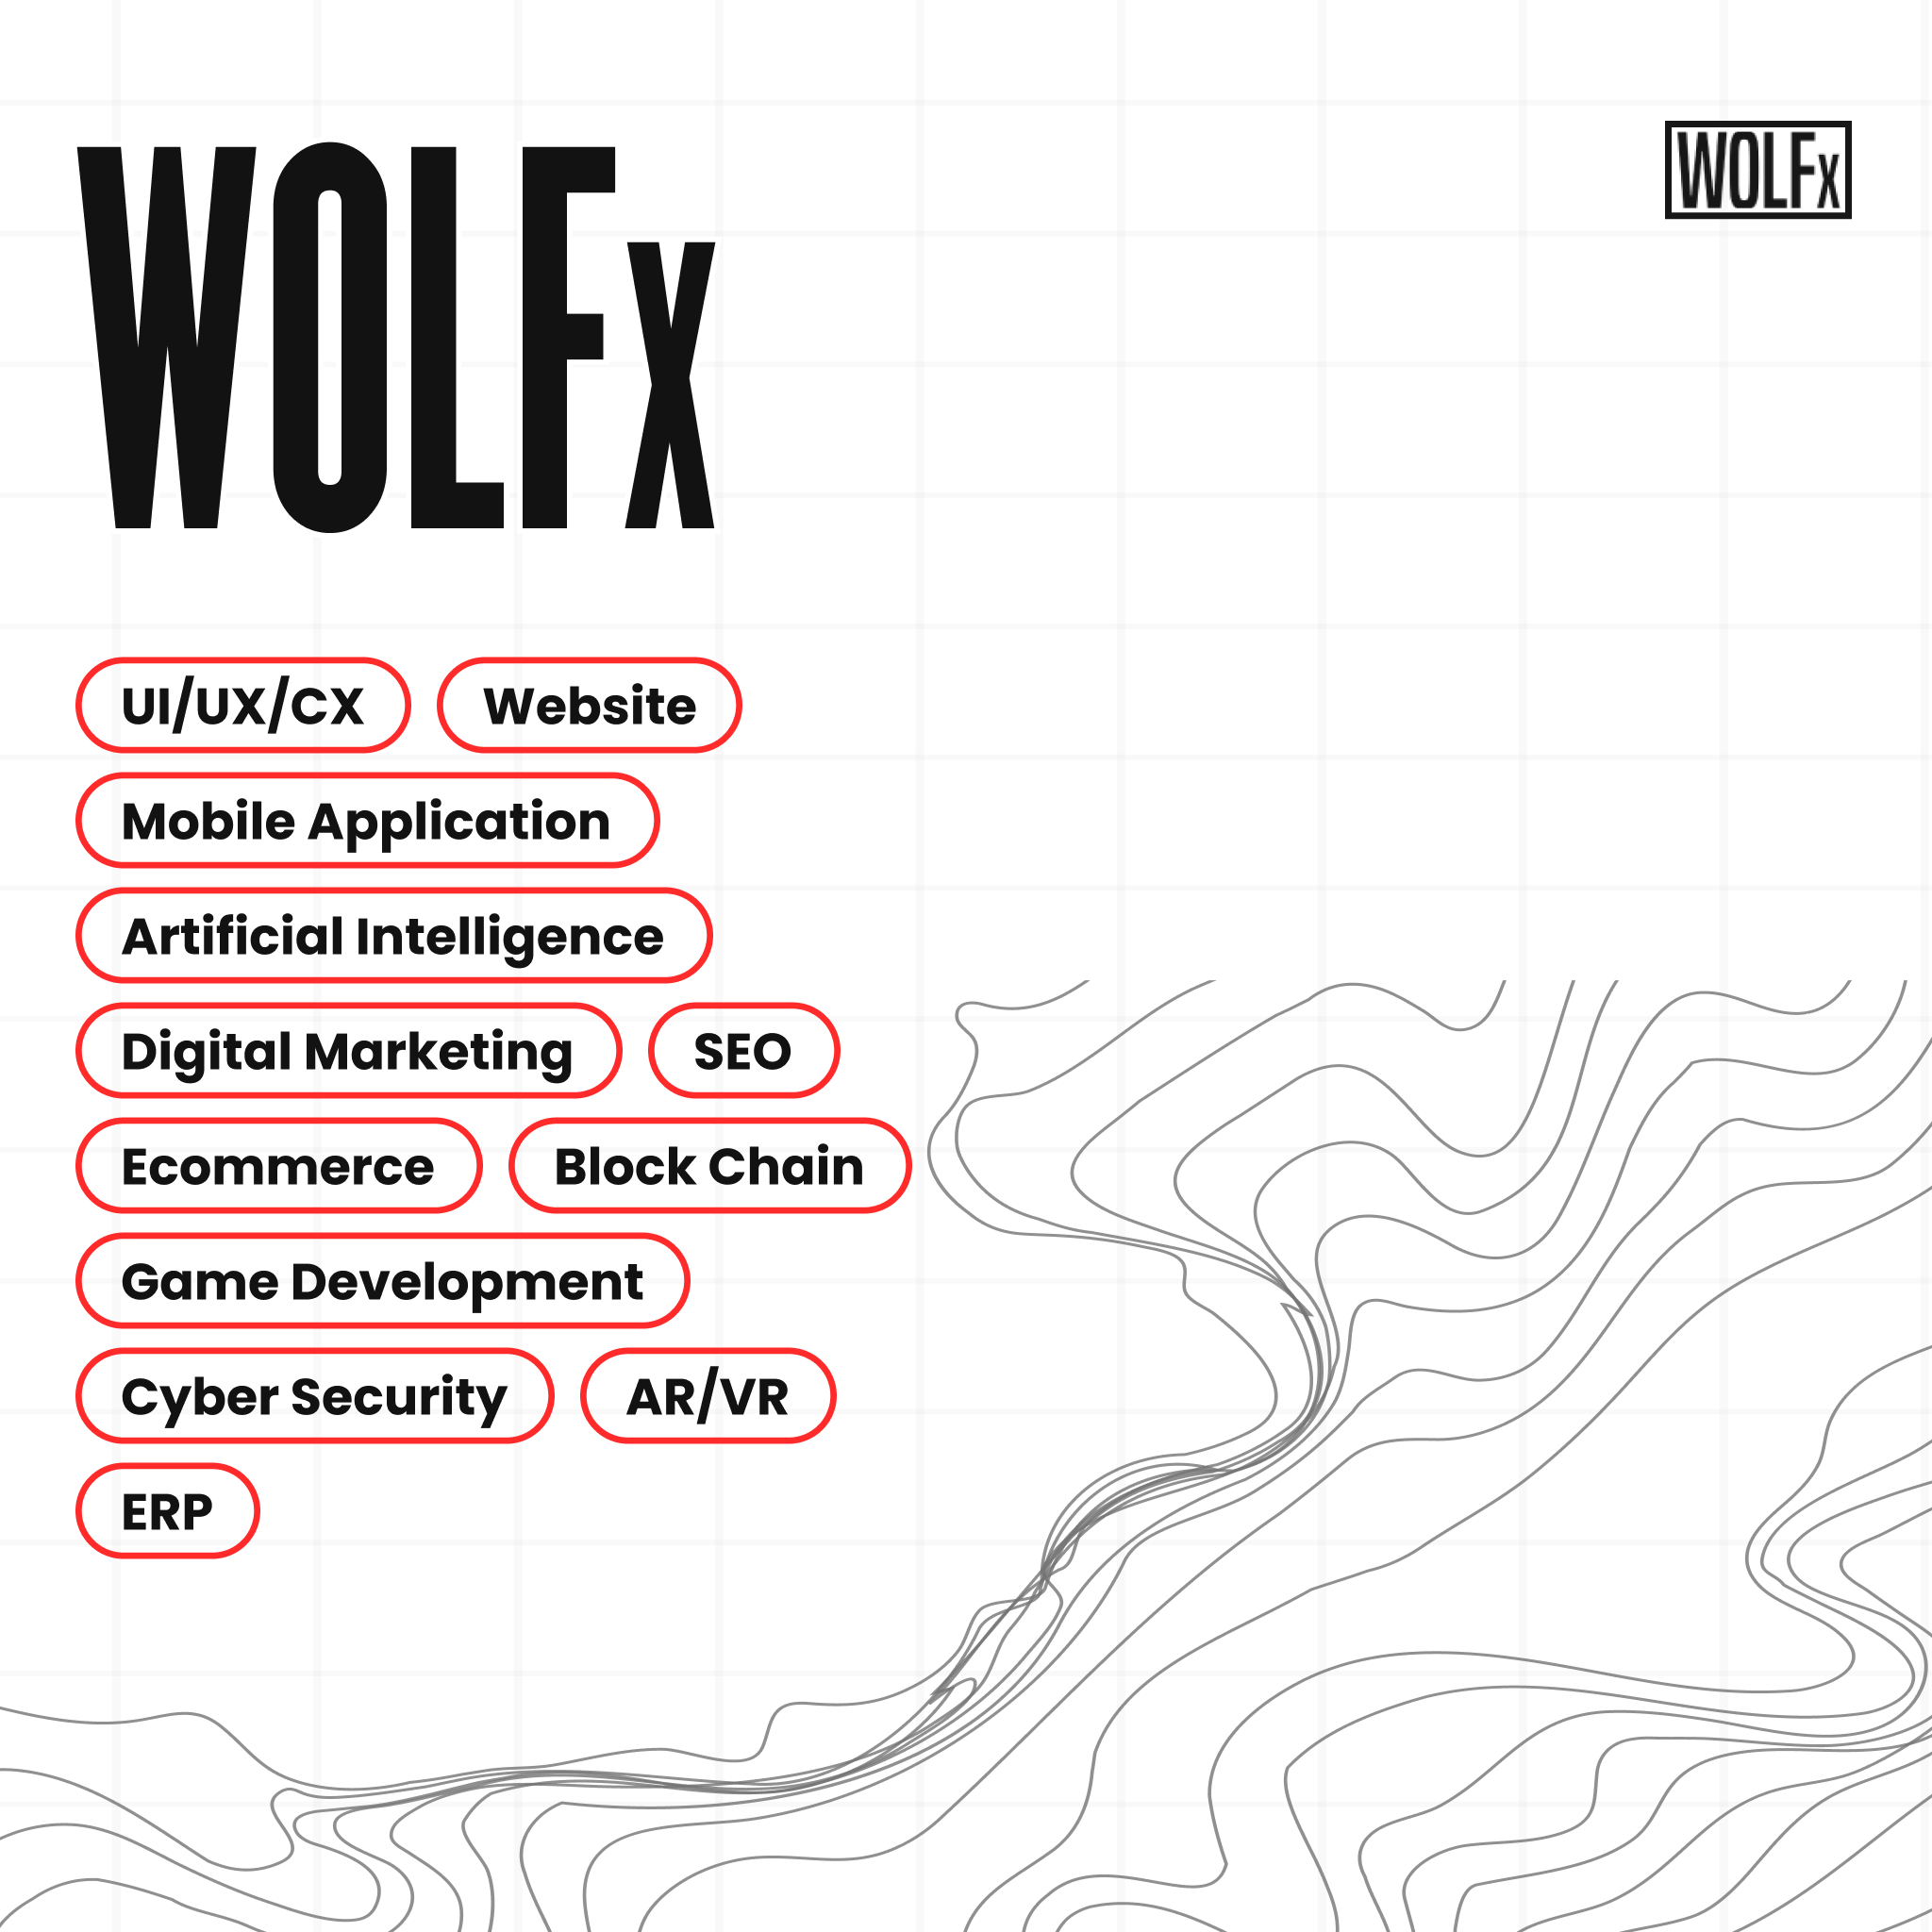 WOLFx
WOLFx
UI/UX/CX Website
Mobile Application
Artificial Intelligence
Digital Marketing SEO
Ecommerce Block Chain
Game Development
Cyber Security AR/VR
ERP